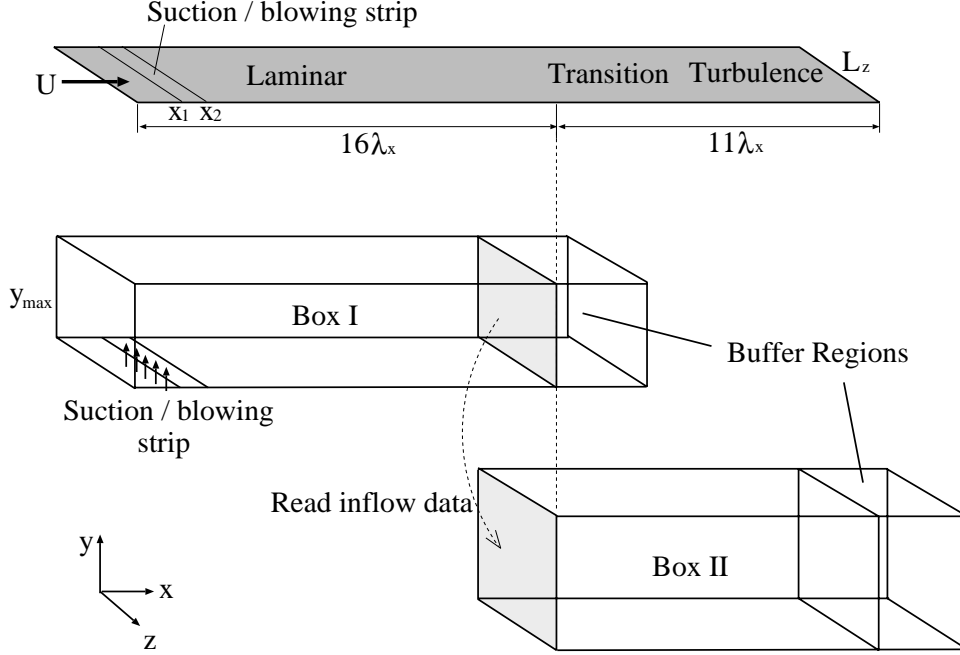 Suction / blowing strip
U
Laminar
Transition
Turbulence
Lz
x1
x2
16λx
11λx
ymax
Box I
Buffer Regions
Suction / blowing
strip
Read inflow data
Box II
y
x
z